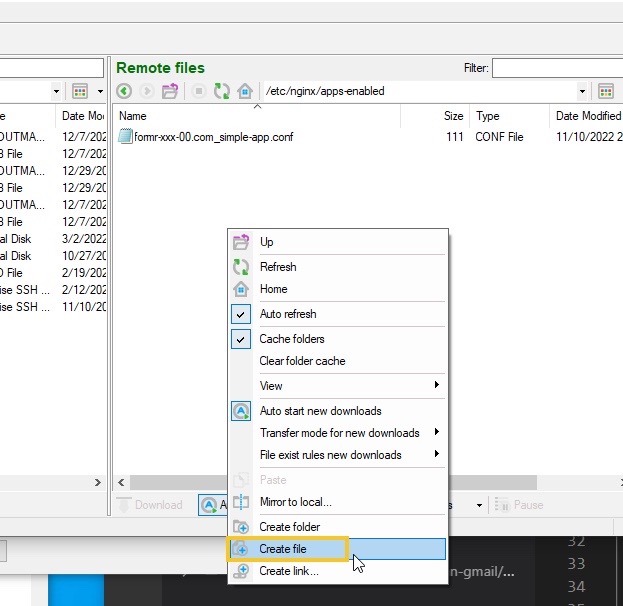 Remote files
Filter:
/etc/nginx/apps-enabled
e Date Mo
Name Size Type Date Modified
OUTMA... 12/7/202
formr-xxx-00.com_simple-app.conf 111 CONF File 11/10/2022 2
B File 12/7/202
OUTMA... 12/29/20
B File 12/29/20
OUTMA... 12/7/202
B File 12/7/202
al Disk 3/2/2022
al Disk 10/27/20
D File 2/19/202
ise SSH ... 2/12/202
ise SSH ... 11/10/20
Up
Refresh
Home
Auto refresh
Cache folders
Clear folder cache
View
Auto start new downloads
Transfer mode for new downloads
File exist rules new downloads
Paste
Mirror to local...
Download A s Pause
Create folder
Create file
Create link...
n-gmail/...
32
33
34